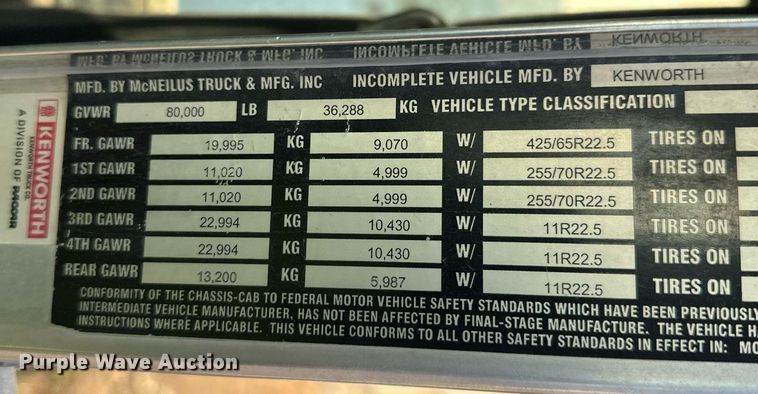 MFD. BY McNEILUS TRUCK & MFG. INC INCOMPLETE VEHICLE MFD. BY KENWORTH
GVWR 80,000 LB 36,288 KG VEHICLE TYPE CLASSIFICATION
FR. GAWR 19,995 KG 9,070 W/ 425/65R22.5 TIRES ON
1ST GAWR 11,020 KG 4,999 W/ 255/70R22.5 TIRES ON
2ND GAWR 11,020 KG 4,999 W/ 255/70R22.5 TIRES ON
3RD GAWR 22,994 KG 10,430 W/ 11R22.5 TIRES ON
4TH GAWR 22,994 KG 10,430 W/ 11R22.5 TIRES ON
REAR GAWR 13,200 KG 5,987 W/ 11R22.5 TIRES ON
CONFORMITY OF THE CHASSIS-CAB TO FEDERAL MOTOR VEHICLE SAFETY STANDARDS WHICH HAVE BEEN PREVIOUSLY
INTERMEDIATE VEHICLE MANUFACTURER, HAS NOT BEEN AFFECTED BY FINAL-STAGE MANUFACTURE. THE VEHICLE H
INSTRUCTIONS WHERE APPLICABLE. THIS VEHICLE CONFORMS TO ALL OTHER SAFETY STANDARDS IN EFFECT IN: MO
KENWORTH
KENWORTH TRUCK CO.
A DIVISION OF PACCAR
Purple Wave Auction